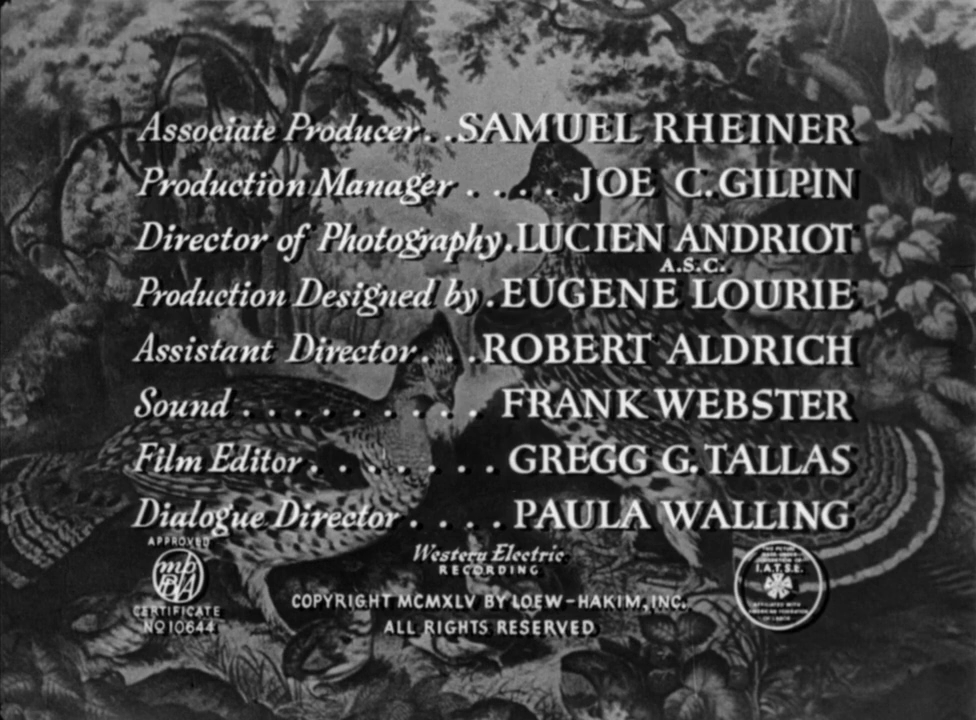 Associate Producer . . SAMUEL RHEINER
Production Manager . . . . JOE C. GILPIN
Director of Photography . LUCIEN ANDRIOT
A.S.C.
Production Designed by . EUGENE LOURIE
Assistant Director . . . ROBERT ALDRICH
Sound . . . . . . . . . FRANK WEBSTER
Film Editor . . . . . . . GREGG G. TALLAS
Dialogue Director . . . . PAULA WALLING
APPROVED
CERTIFICATE
No 10644
Western Electric
RECORDING
COPYRIGHT MCMXLV BY LOEW-HAKIM, INC.
ALL RIGHTS RESERVED
I.A.T.S.E.
AFFILIATED WITH